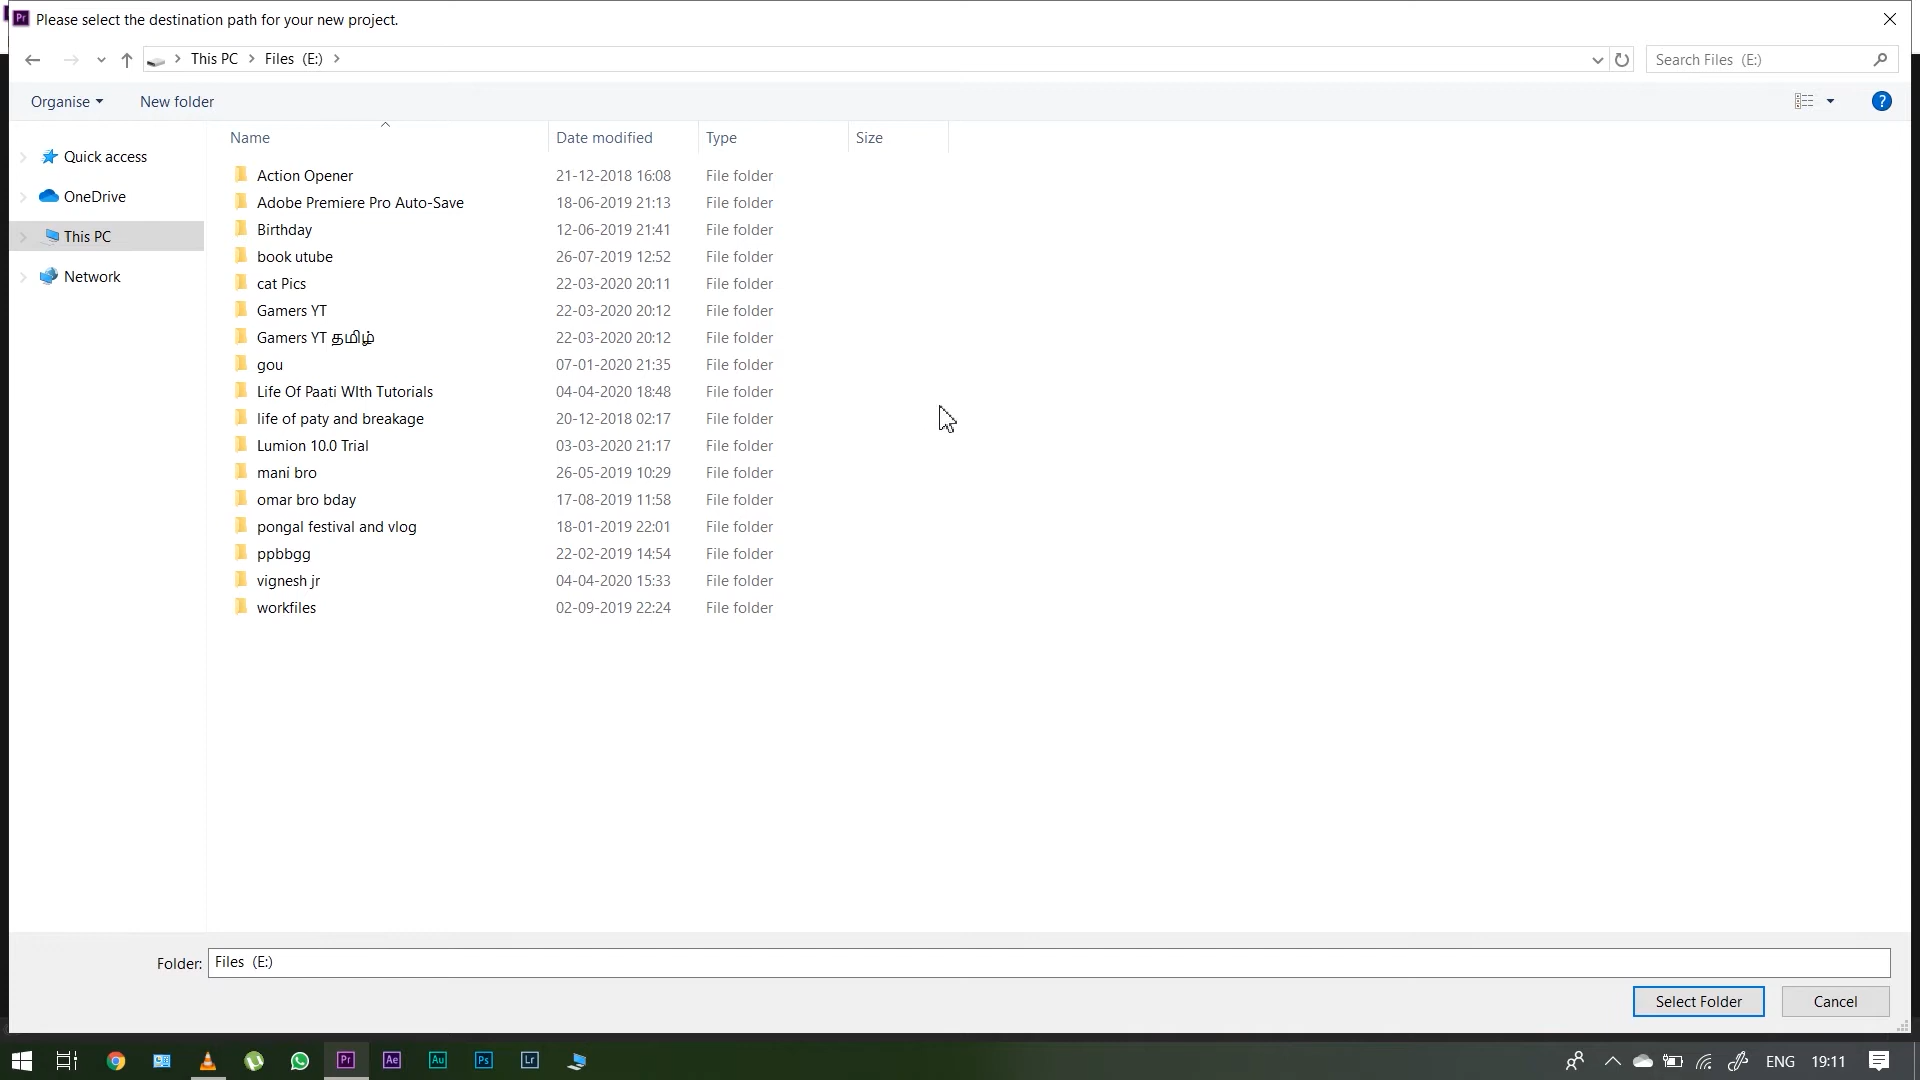 Pr Please select the destination path for your new project.
This PC Files (E:)
Search Files (E:)
Organise New folder
?
Name Date modified Type Size
Quick access
OneDrive
This PC
Network
Action Opener 21-12-2018 16:08 File folder
Adobe Premiere Pro Auto-Save 18-06-2019 21:13 File folder
Birthday 12-06-2019 21:41 File folder
book utube 26-07-2019 12:52 File folder
cat Pics 22-03-2020 20:11 File folder
Gamers YT 22-03-2020 20:12 File folder
Gamers YT தமிழ் 22-03-2020 20:12 File folder
gou 07-01-2020 21:35 File folder
Life Of Paati WIth Tutorials 04-04-2020 18:48 File folder
life of paty and breakage 20-12-2018 02:17 File folder
Lumion 10.0 Trial 03-03-2020 21:17 File folder
mani bro 26-05-2019 10:29 File folder
omar bro bday 17-08-2019 11:58 File folder
pongal festival and vlog 18-01-2019 22:01 File folder
ppbbgg 22-02-2019 14:54 File folder
vignesh jr 04-04-2020 15:33 File folder
workfiles 02-09-2019 22:24 File folder
Folder: Files (E:)
Select Folder Cancel
Pr Ae Au Ps Lr ENG 19:11